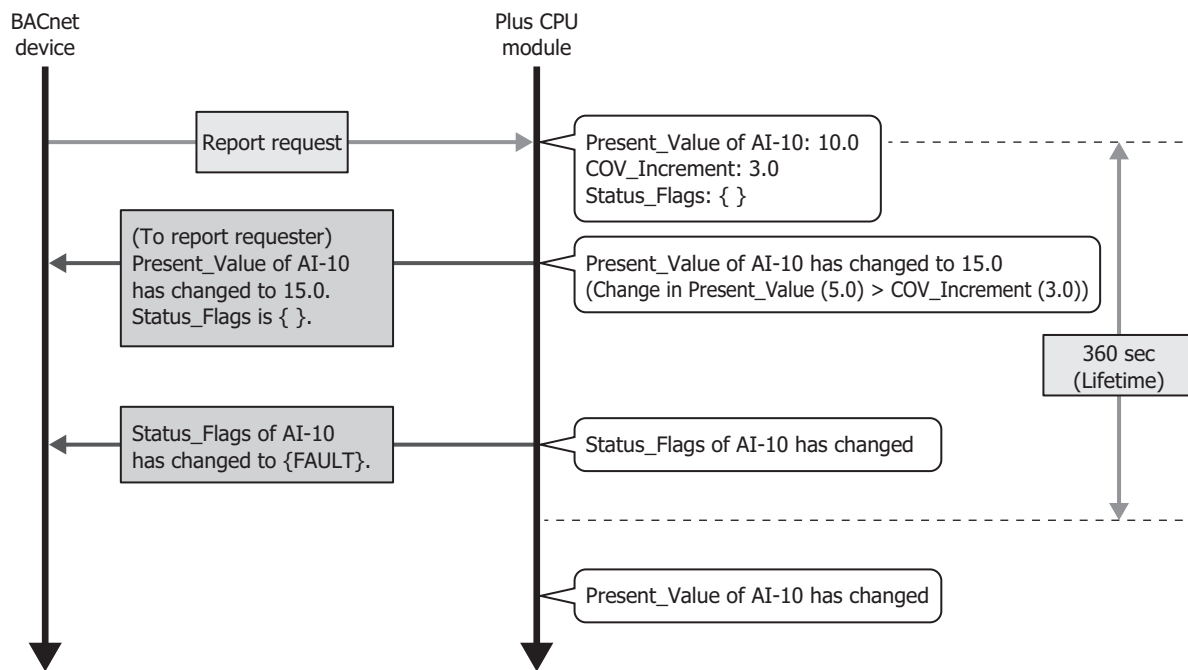 BACnet
device
Plus CPU
module
Report request
Present_Value of AI-10: 10.0
COV_Increment: 3.0
Status_Flags: { }
(To report requester)
Present_Value of AI-10
has changed to 15.0.
Status_Flags is { }.
Present_Value of AI-10 has changed to 15.0
(Change in Present_Value (5.0) > COV_Increment (3.0))
360 sec
(Lifetime)
Status_Flags of AI-10
has changed to {FAULT}.
Status_Flags of AI-10 has changed
Present_Value of AI-10 has changed